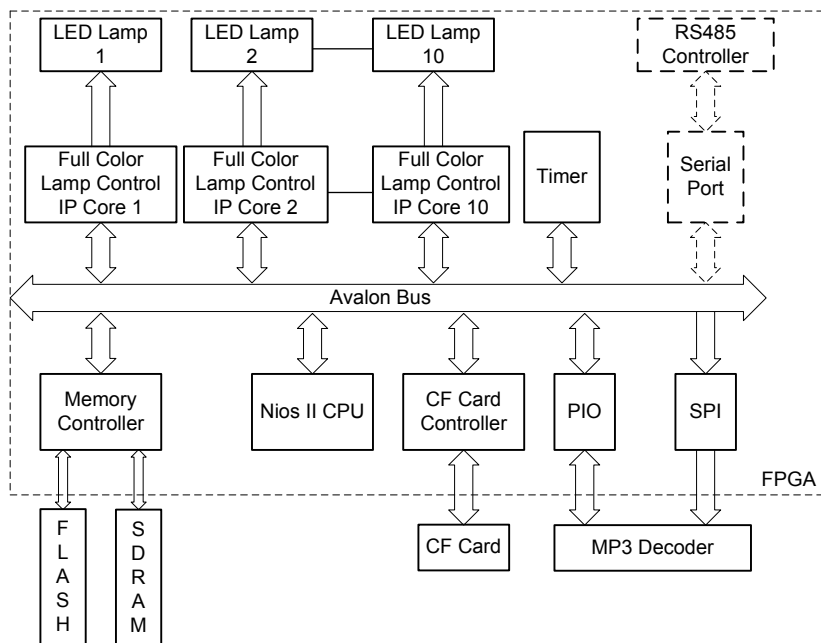 LED Lamp
1
LED Lamp
2
LED Lamp
10
RS485
Controller
Full Color
Lamp Control
IP Core 1
Full Color
Lamp Control
IP Core 2
Full Color
Lamp Control
IP Core 10
Timer
Serial
Port
Avalon Bus
Memory
Controller
Nios II CPU
CF Card
Controller
PIO
SPI
FPGA
FLASH
SDRAM
CF Card
MP3 Decoder